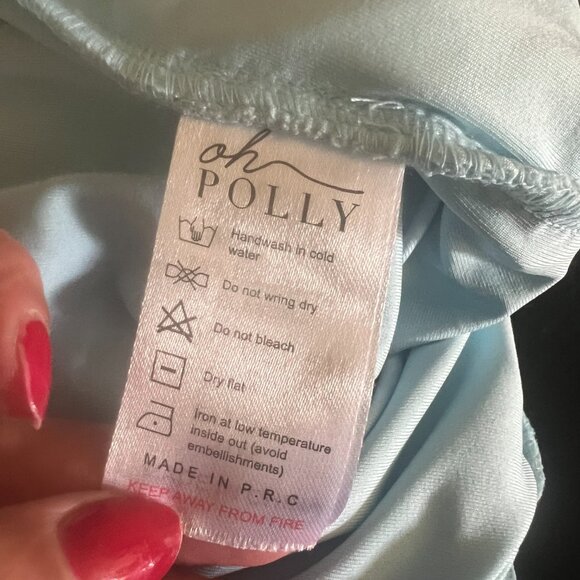 oh
POLLY
Handwash in cold
water
Do not wring dry
Do not bleach
Dry flat
Iron at low temperature
inside out (avoid
embellishments)
MADE IN P.R.C
KEEP AWAY FROM FIRE